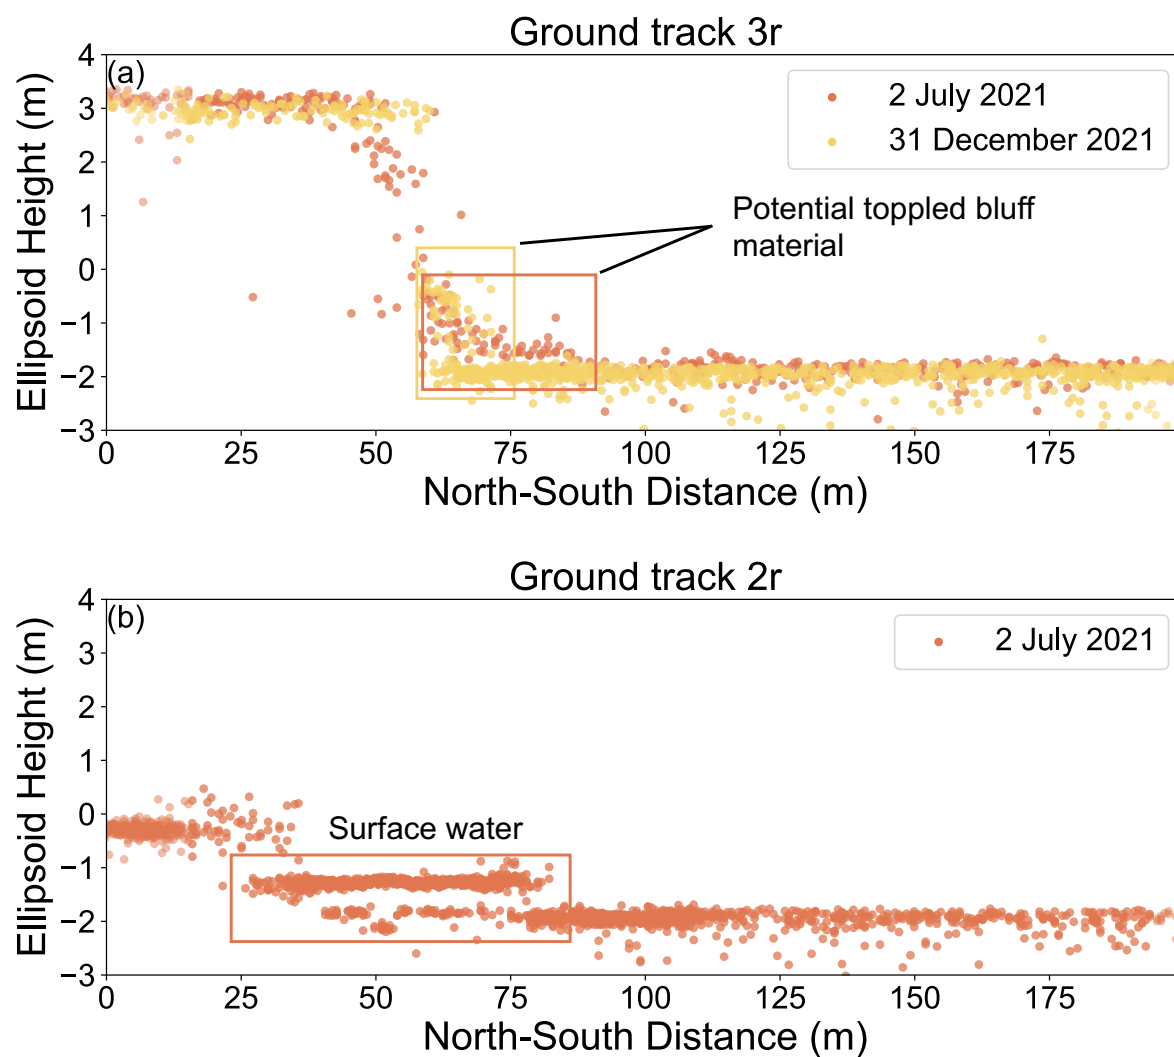 Ground track 3r
(a)
4
3
2
1
0
−1
−2
−3
Ellipsoid Height (m)
2 July 2021
31 December 2021
Potential toppled bluff
material
0 25 50 75 100 125 150 175
North-South Distance (m)
Ground track 2r
(b)
4
3
2
1
0
−1
−2
−3
Ellipsoid Height (m)
2 July 2021
Surface water
0 25 50 75 100 125 150 175
North-South Distance (m)